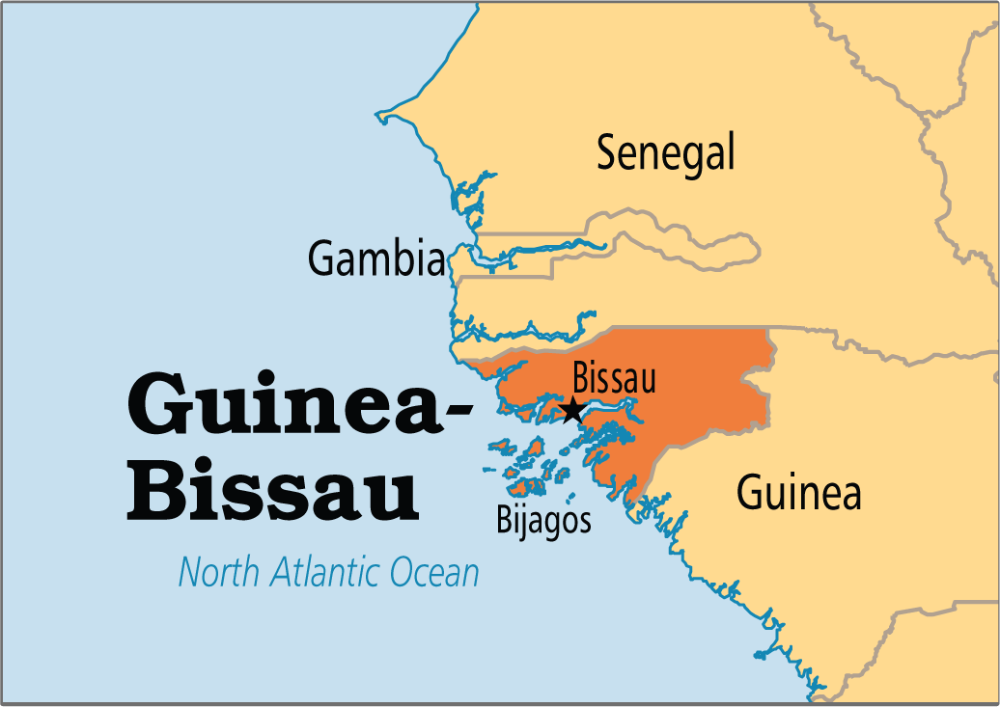 Senegal
Gambia
Bissau
Guinea-
Bissau
Guinea
Bijagos
North Atlantic Ocean